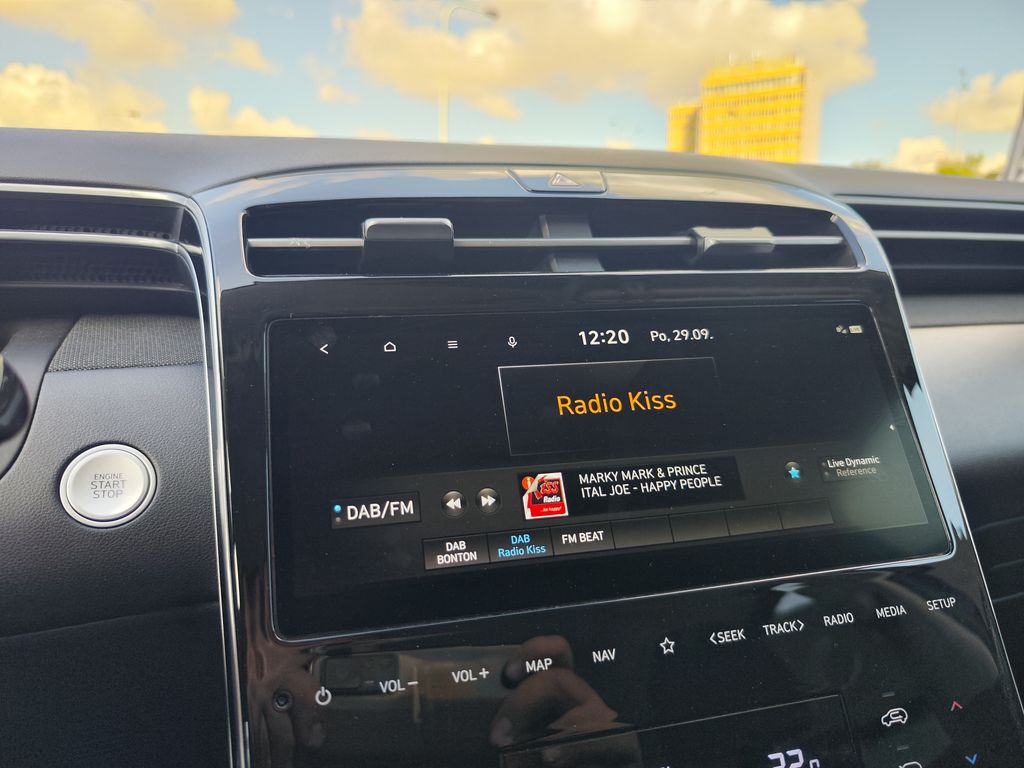 12:20
Po, 29.09.
Radio Kiss
Live Dynamic
Reference
MARKY MARK & PRINCE
ITAL JOE - HAPPY PEOPLE
Kiss
Radio
DAB/FM
DAB
BONTON
DAB
Radio Kiss
FM BEAT
ENGINE
START
STOP
VOL−
VOL+
MAP
NAV
<SEEK
TRACK>
RADIO
MEDIA
SETUP